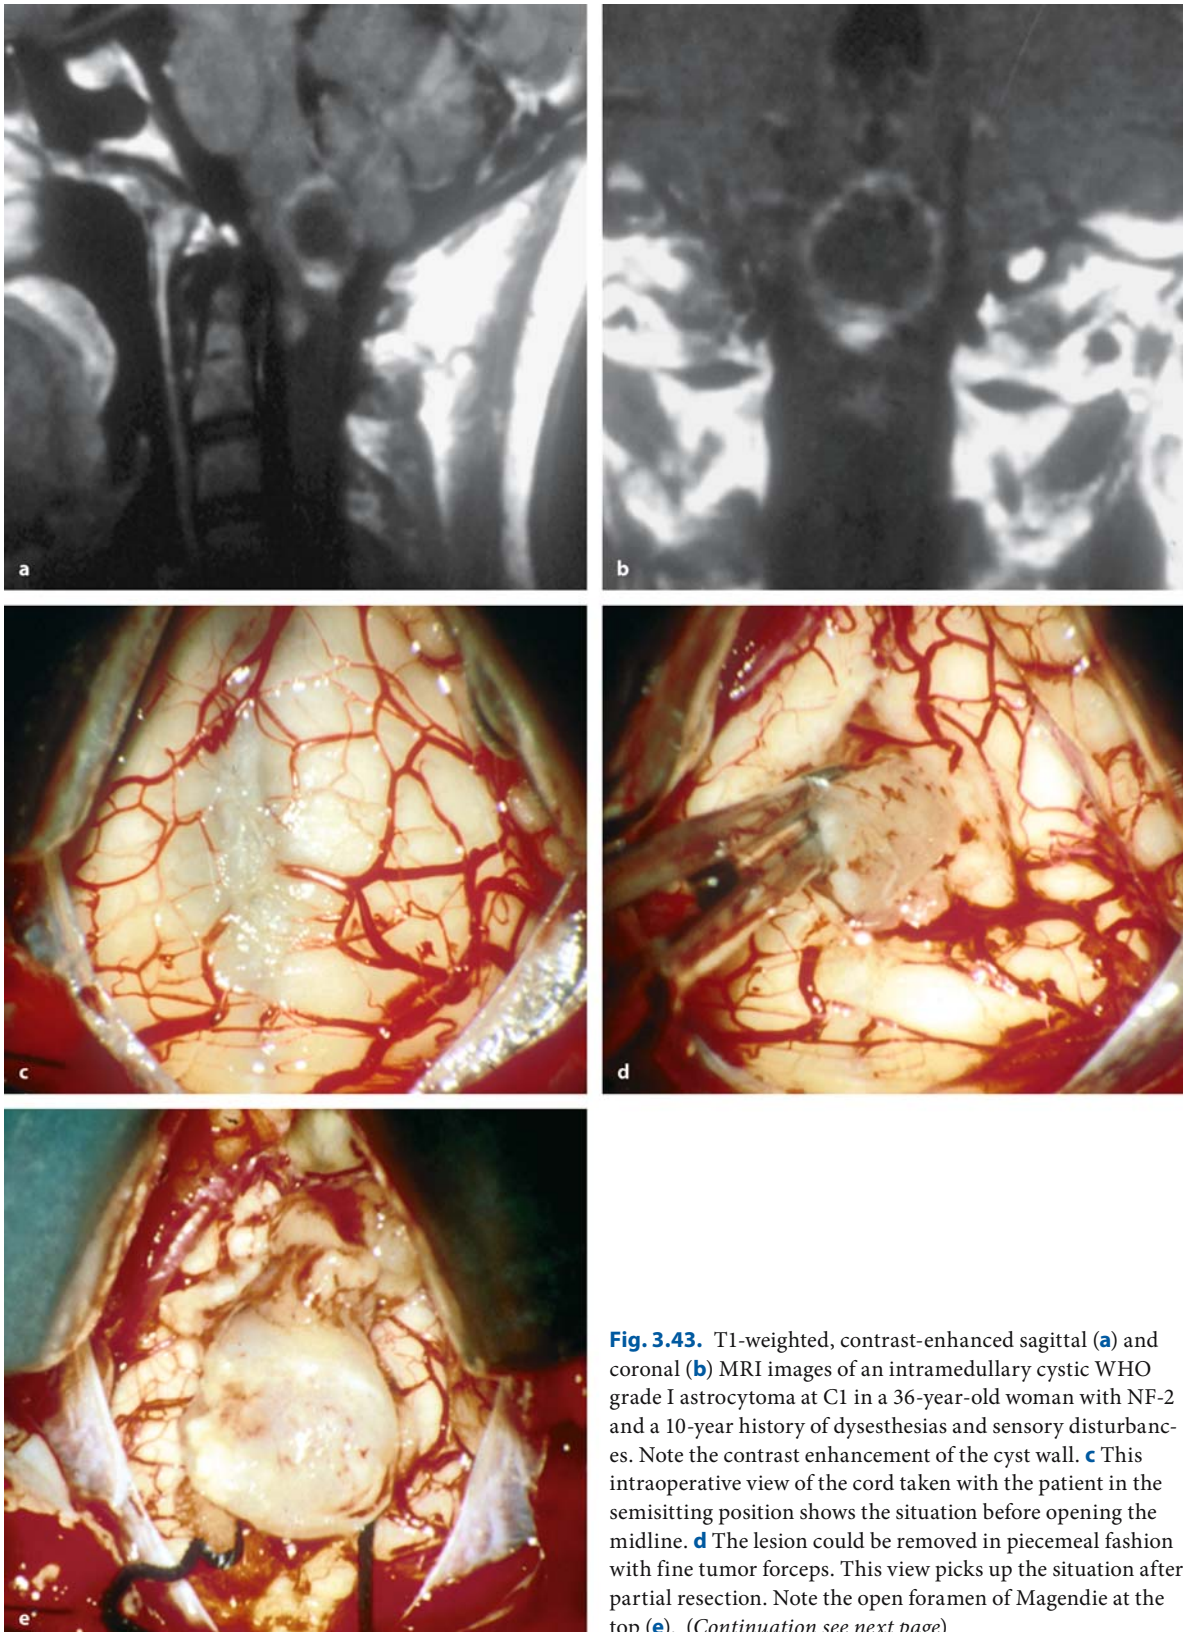 a
b
c
d
e
Fig. 3.43. T1-weighted, contrast-enhanced sagittal (a) and
coronal (b) MRI images of an intramedullary cystic WHO
grade I astrocytoma at C1 in a 36-year-old woman with NF-2
and a 10-year history of dysesthesias and sensory disturbanc-
es. Note the contrast enhancement of the cyst wall. c This
intraoperative view of the cord taken with the patient in the
semisitting position shows the situation before opening the
midline. d The lesion could be removed in piecemeal fashion
with fine tumor forceps. This view picks up the situation after
partial resection. Note the open foramen of Magendie at the
top (e). (Continuation see next page)